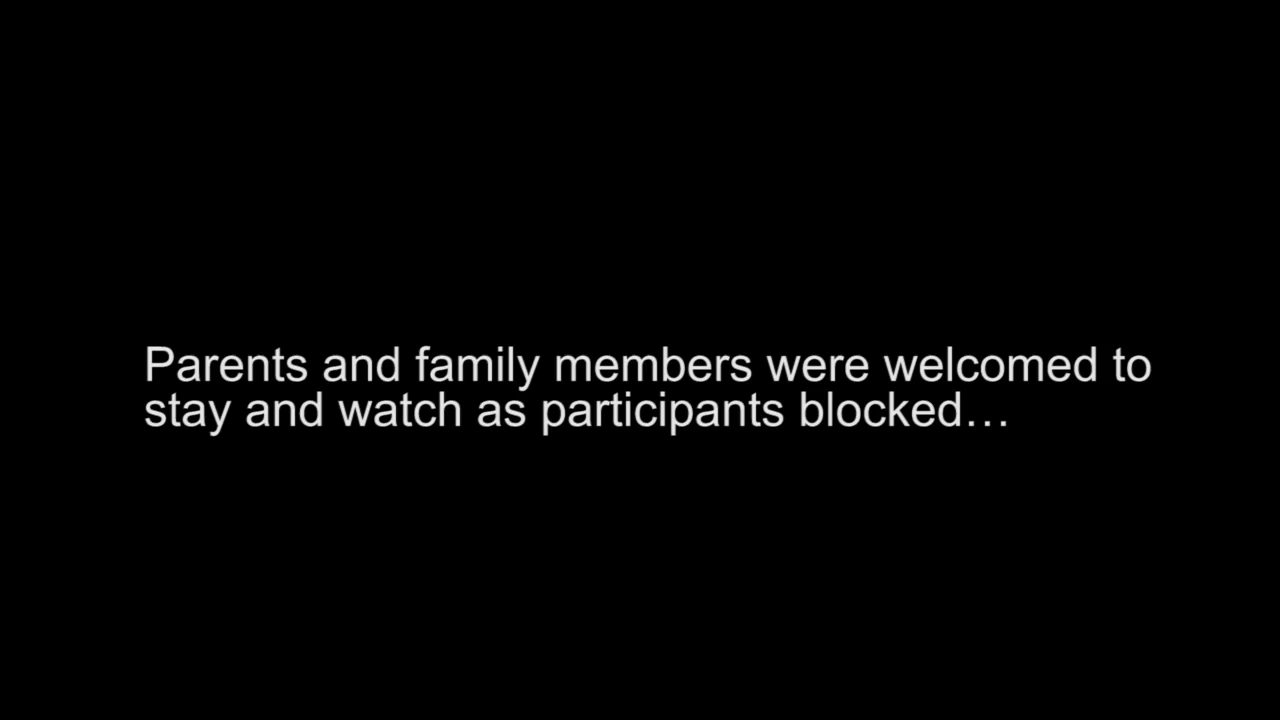 Parents and family members were welcomed to
stay and watch as participants blocked…